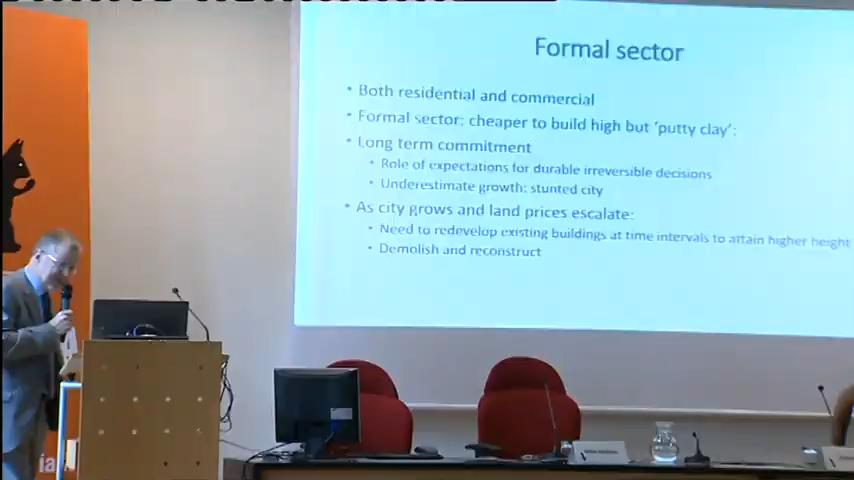 Formal sector
• Both residential and commercial
• Formal sector: cheaper to build high but 'putty clay':
• Long term commitment
• Role of expectations for durable irreversible decisions
• Underestimate growth: stunted city
• As city grows and land prices escalate:
• Need to redevelop existing buildings at time intervals to attain higher height
• Demolish and reconstruct